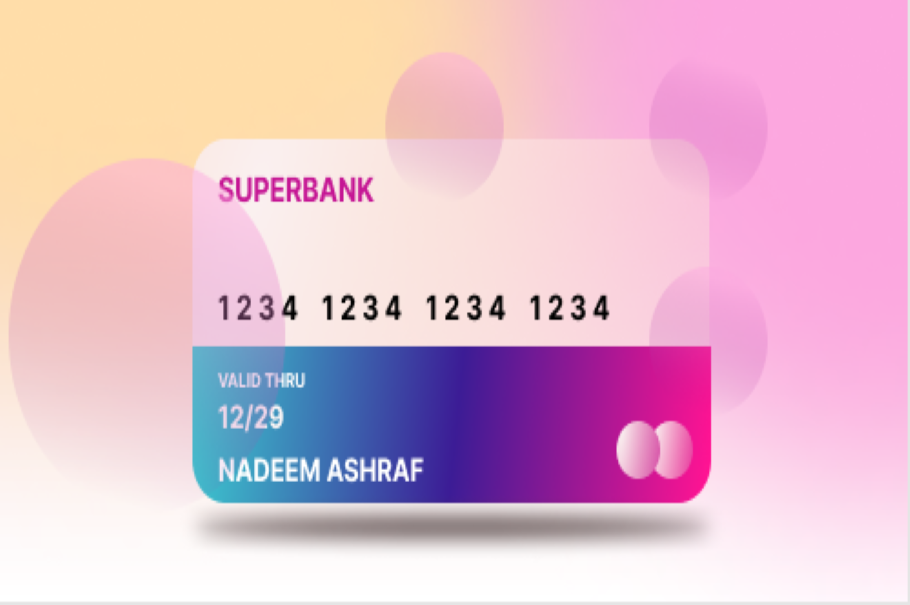 SUPERBANK
1234 1234 1234 1234
VALID THRU
12/29
NADEEM ASHRAF